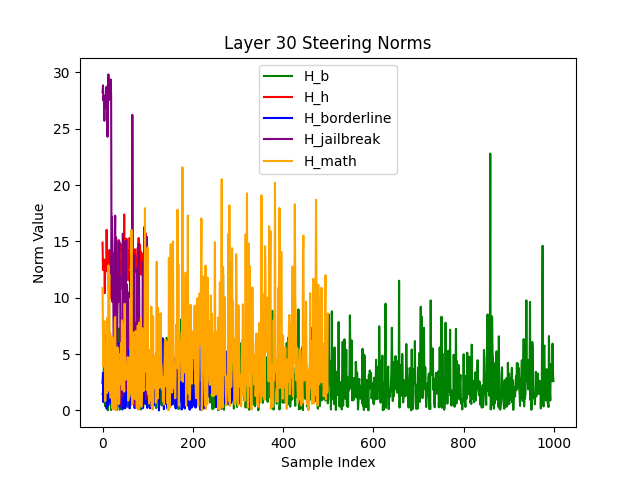 Layer 30 Steering Norms
H_b
H_h
H_borderline
H_jailbreak
H_math
Norm Value
30
25
20
15
10
5
0
0 200 400 600 800 1000
Sample Index